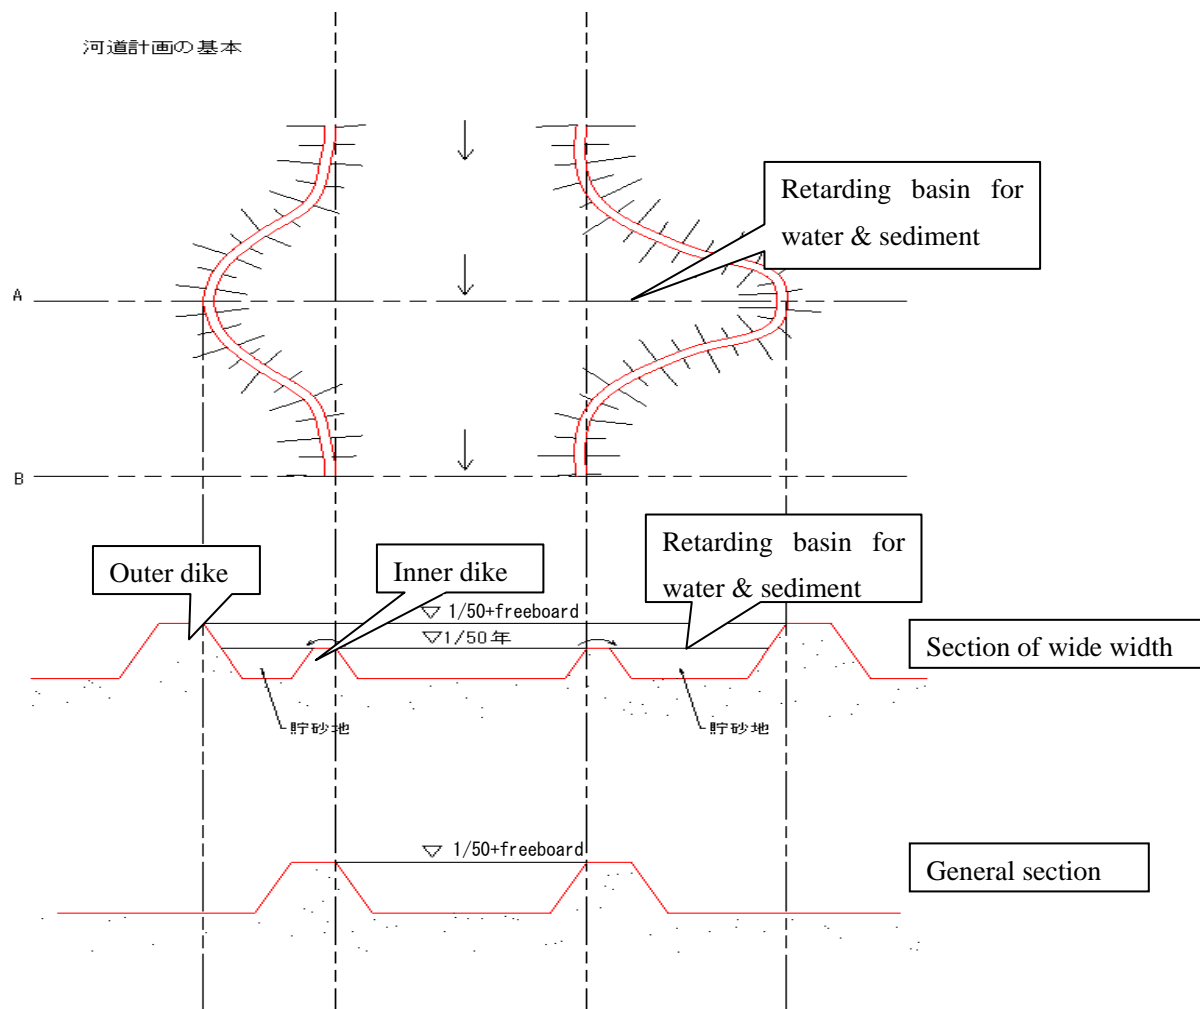 河道計画の基本
Retarding basin for
water & sediment
A
B
Retarding basin for
water & sediment
Outer dike
Inner dike
▽ 1/50+freeboard
▽1/50年
Section of wide width
貯砂地
貯砂地
▽ 1/50+freeboard
General section